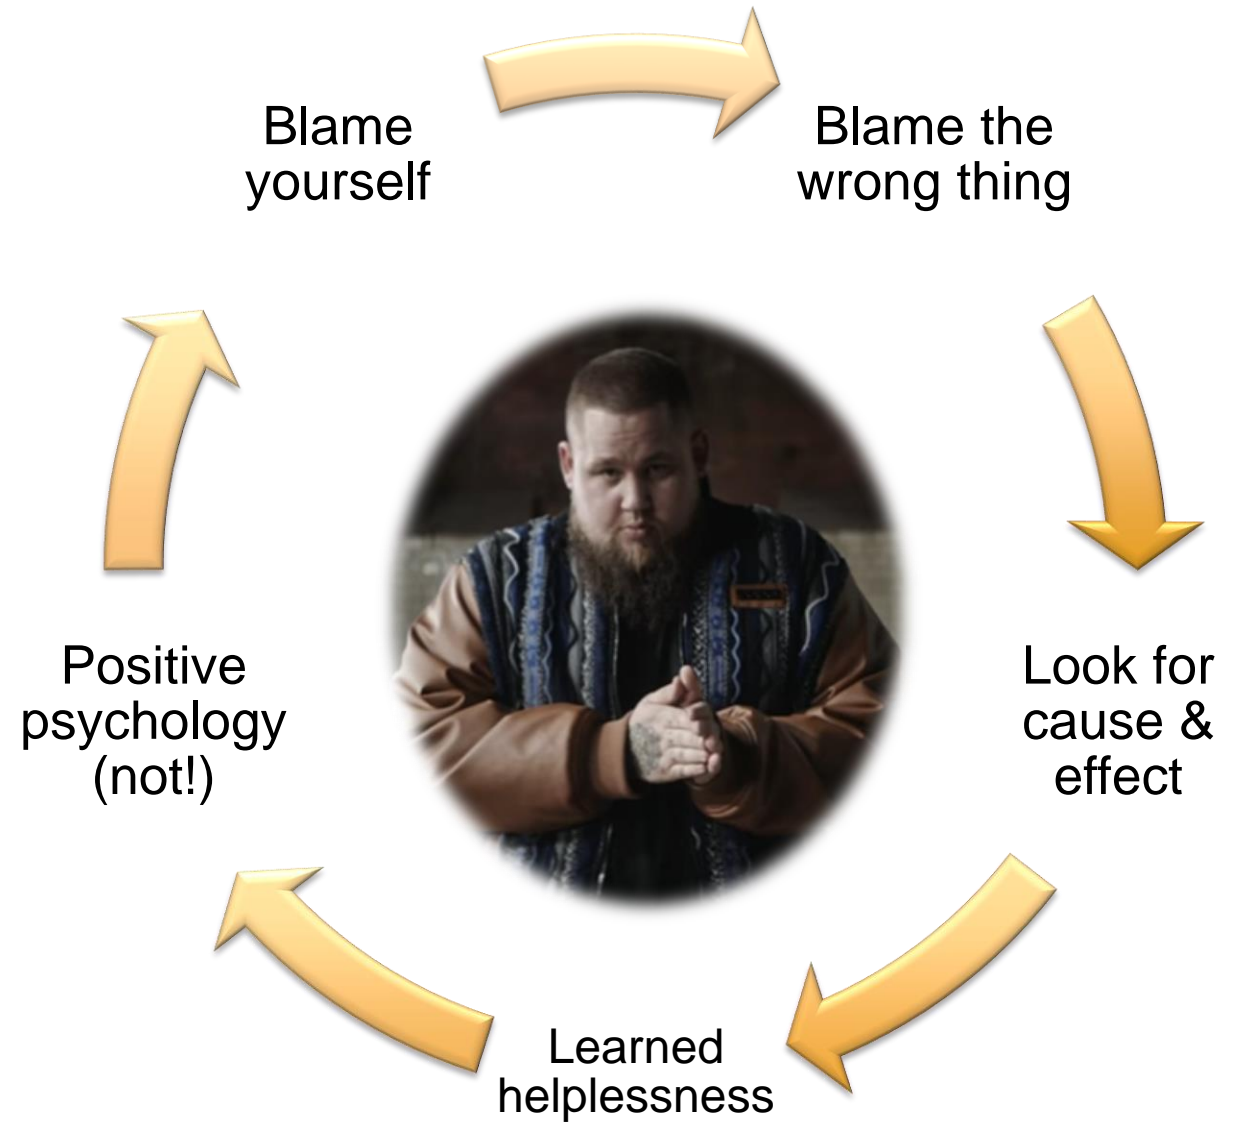 Blame
yourself
Blame the
wrong thing
Look for
cause &
effect
Learned
helplessness
Positive
psychology
(not!)